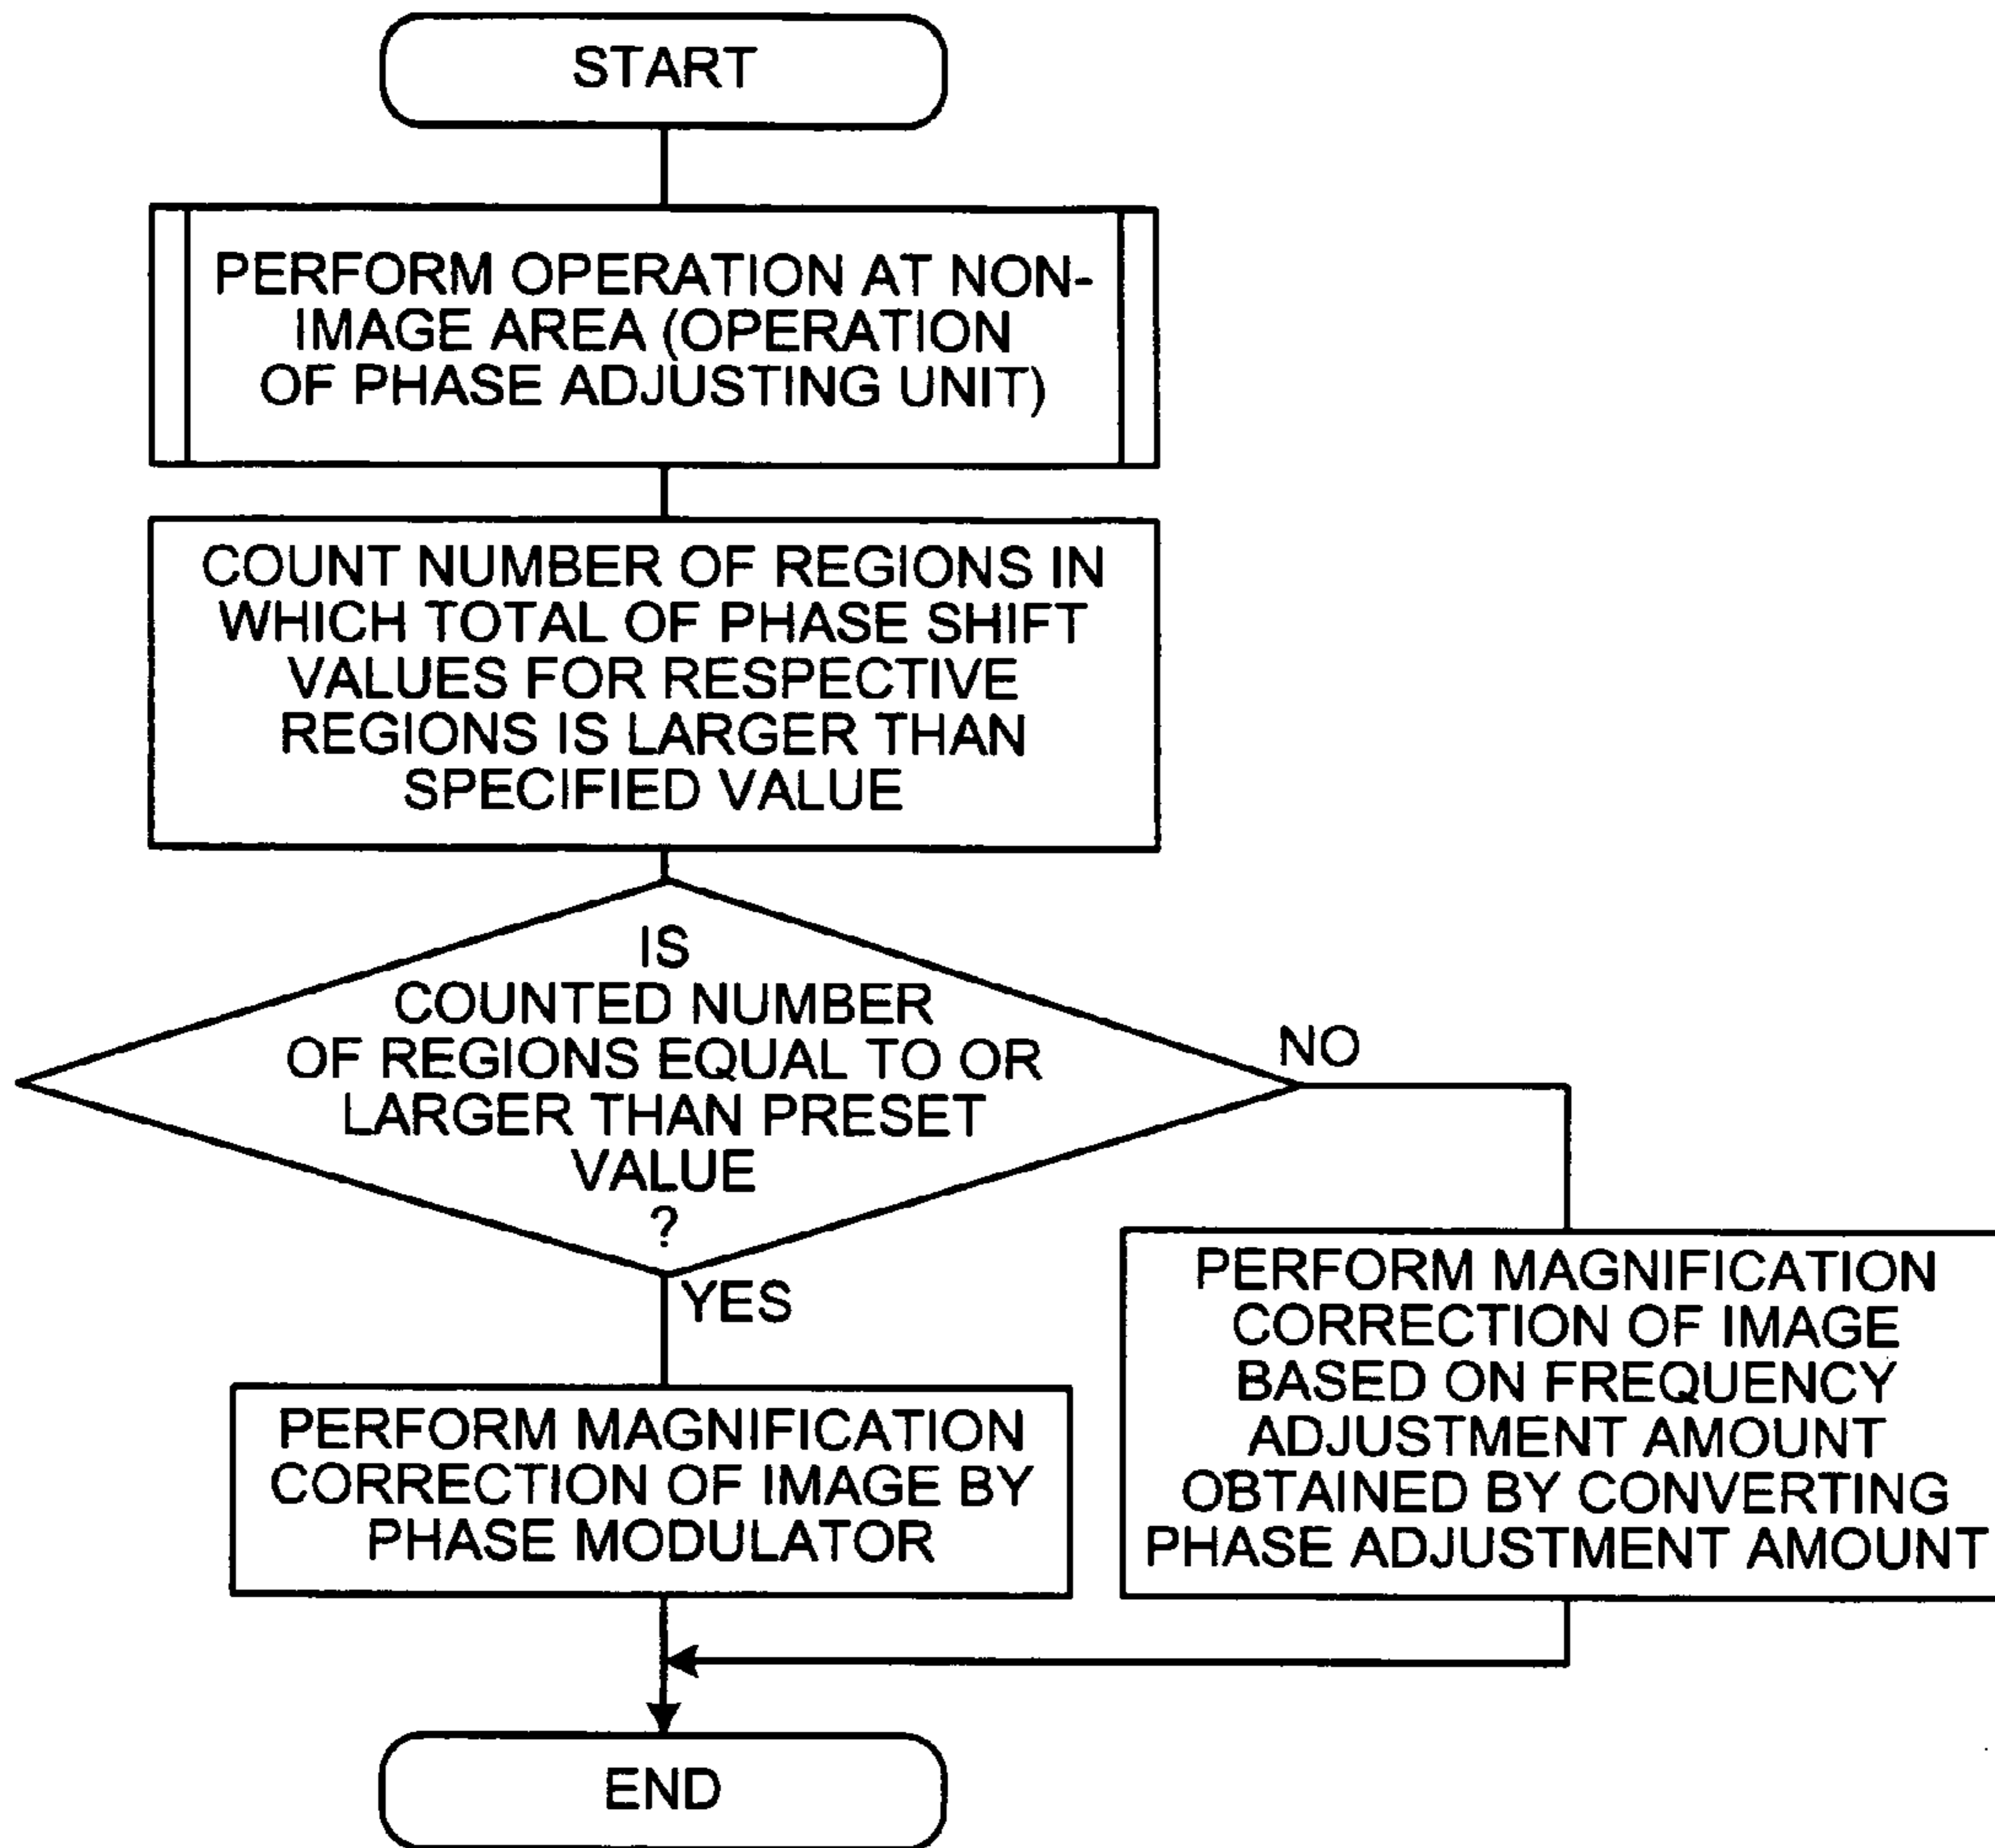 START
PERFORM OPERATION AT NON-
IMAGE AREA (OPERATION
OF PHASE ADJUSTING UNIT)
COUNT NUMBER OF REGIONS IN
WHICH TOTAL OF PHASE SHIFT
VALUES FOR RESPECTIVE
REGIONS IS LARGER THAN
SPECIFIED VALUE
IS
COUNTED NUMBER
OF REGIONS EQUAL TO OR
LARGER THAN PRESET
VALUE
?
NO
YES
PERFORM MAGNIFICATION
CORRECTION OF IMAGE BY
PHASE MODULATOR
PERFORM MAGNIFICATION
CORRECTION OF IMAGE
BASED ON FREQUENCY
ADJUSTMENT AMOUNT
OBTAINED BY CONVERTING
PHASE ADJUSTMENT AMOUNT
END